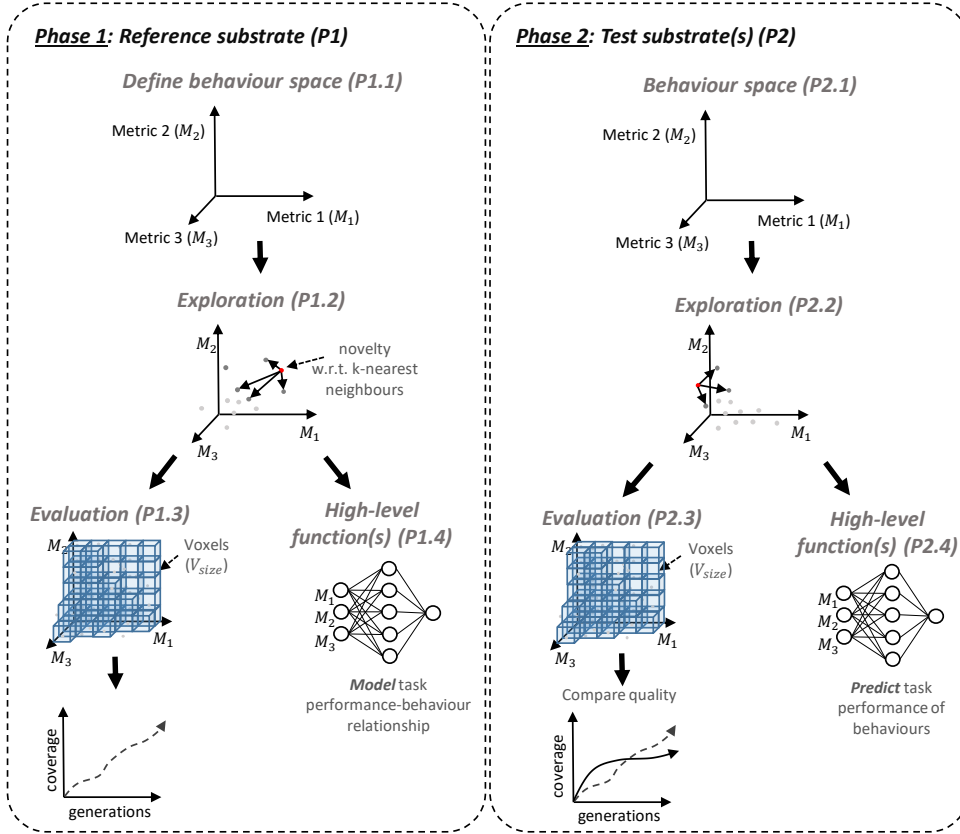 Phase 1: Reference substrate (P1)
Define behaviour space (P1.1)
Metric 2 (M₂)
Metric 1 (M₁)
Metric 3 (M₃)
Exploration (P1.2)
M₂
novelty
w.r.t. k-nearest
neighbours
M₁
M₃
Evaluation (P1.3)
M₂
Voxels
(V_size)
M₁
M₃
coverage
generations
High-level
function(s) (P1.4)
M₁
M₂
M₃
Model task
performance-behaviour
relationship
Phase 2: Test substrate(s) (P2)
Behaviour space (P2.1)
Metric 2 (M₂)
Metric 1 (M₁)
Metric 3 (M₃)
Exploration (P2.2)
M₂
M₁
M₃
Evaluation (P2.3)
M₂
Voxels
(V_size)
M₁
M₃
Compare quality
coverage
generations
High-level
function(s) (P2.4)
M₁
M₂
M₃
Predict task
performance of
behaviours